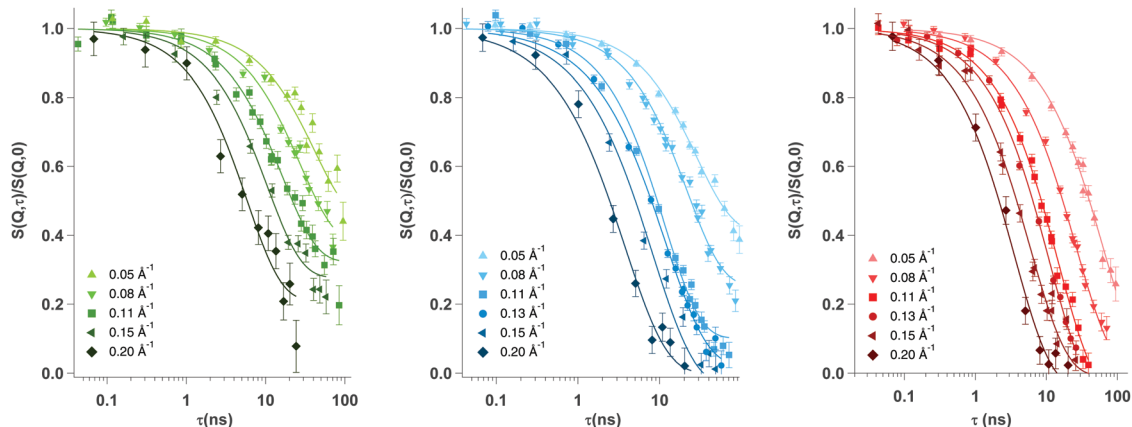 S(Q,τ)/S(Q,0)
1.0
0.8
0.6
0.4
0.2
0.0
0.05 Å⁻¹
0.08 Å⁻¹
0.11 Å⁻¹
0.15 Å⁻¹
0.20 Å⁻¹
0.1 1 10 100
τ(ns)
S(Q,τ)/S(Q,0)
1.0
0.8
0.6
0.4
0.2
0.0
0.05 Å⁻¹
0.08 Å⁻¹
0.11 Å⁻¹
0.13 Å⁻¹
0.15 Å⁻¹
0.20 Å⁻¹
0.1 1 10
τ(ns)
S(Q,τ)/S(Q,0)
1.0
0.8
0.6
0.4
0.2
0.0
0.05 Å⁻¹
0.08 Å⁻¹
0.11 Å⁻¹
0.13 Å⁻¹
0.15 Å⁻¹
0.20 Å⁻¹
0.1 1 10 100
τ (ns)